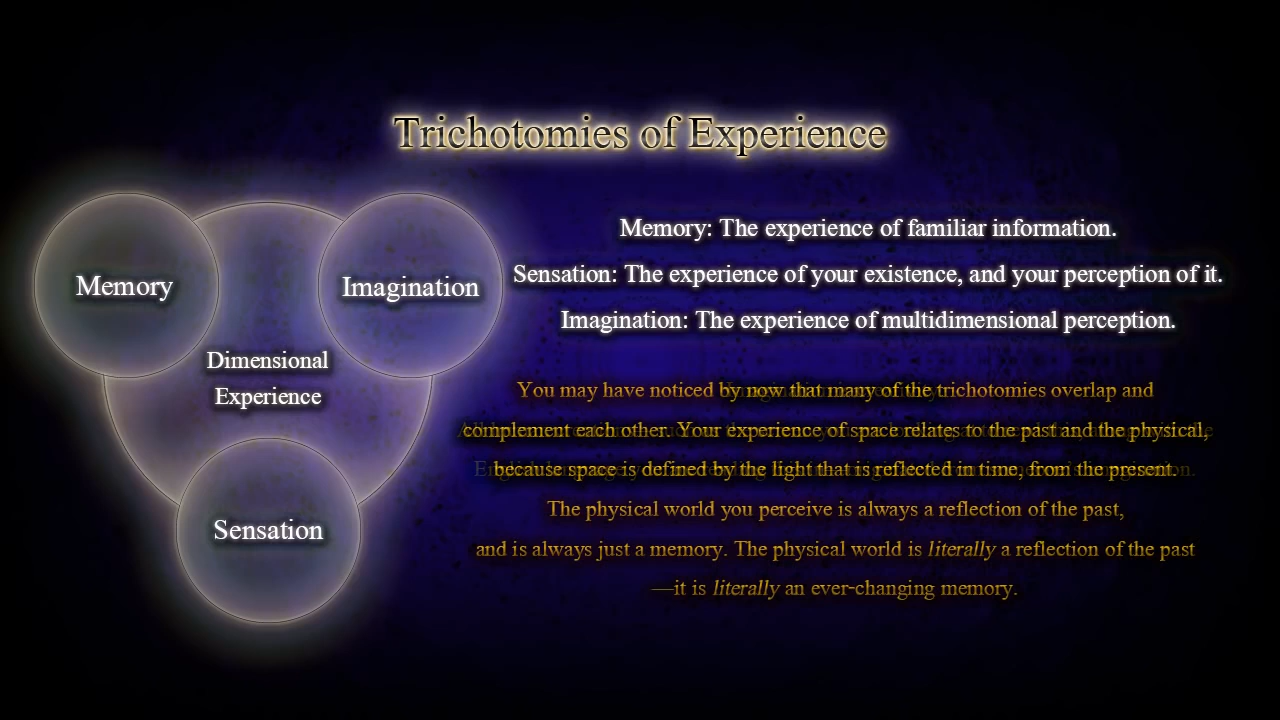 Trichotomies of Experience
Memory
Imagination
Dimensional
Experience
Sensation
Memory: The experience of familiar information.
Sensation: The experience of your existence, and your perception of it.
Imagination: The experience of multidimensional perception.
You may have noticed by now that many of the trichotomies overlap and
complement each other. Your experience of space relates to the past and the physical,
because space is defined by the light that is reflected in time, from the present.
The physical world you perceive is always a reflection of the past,
and is always just a memory. The physical world is literally a reflection of the past
—it is literally an ever-changing memory.